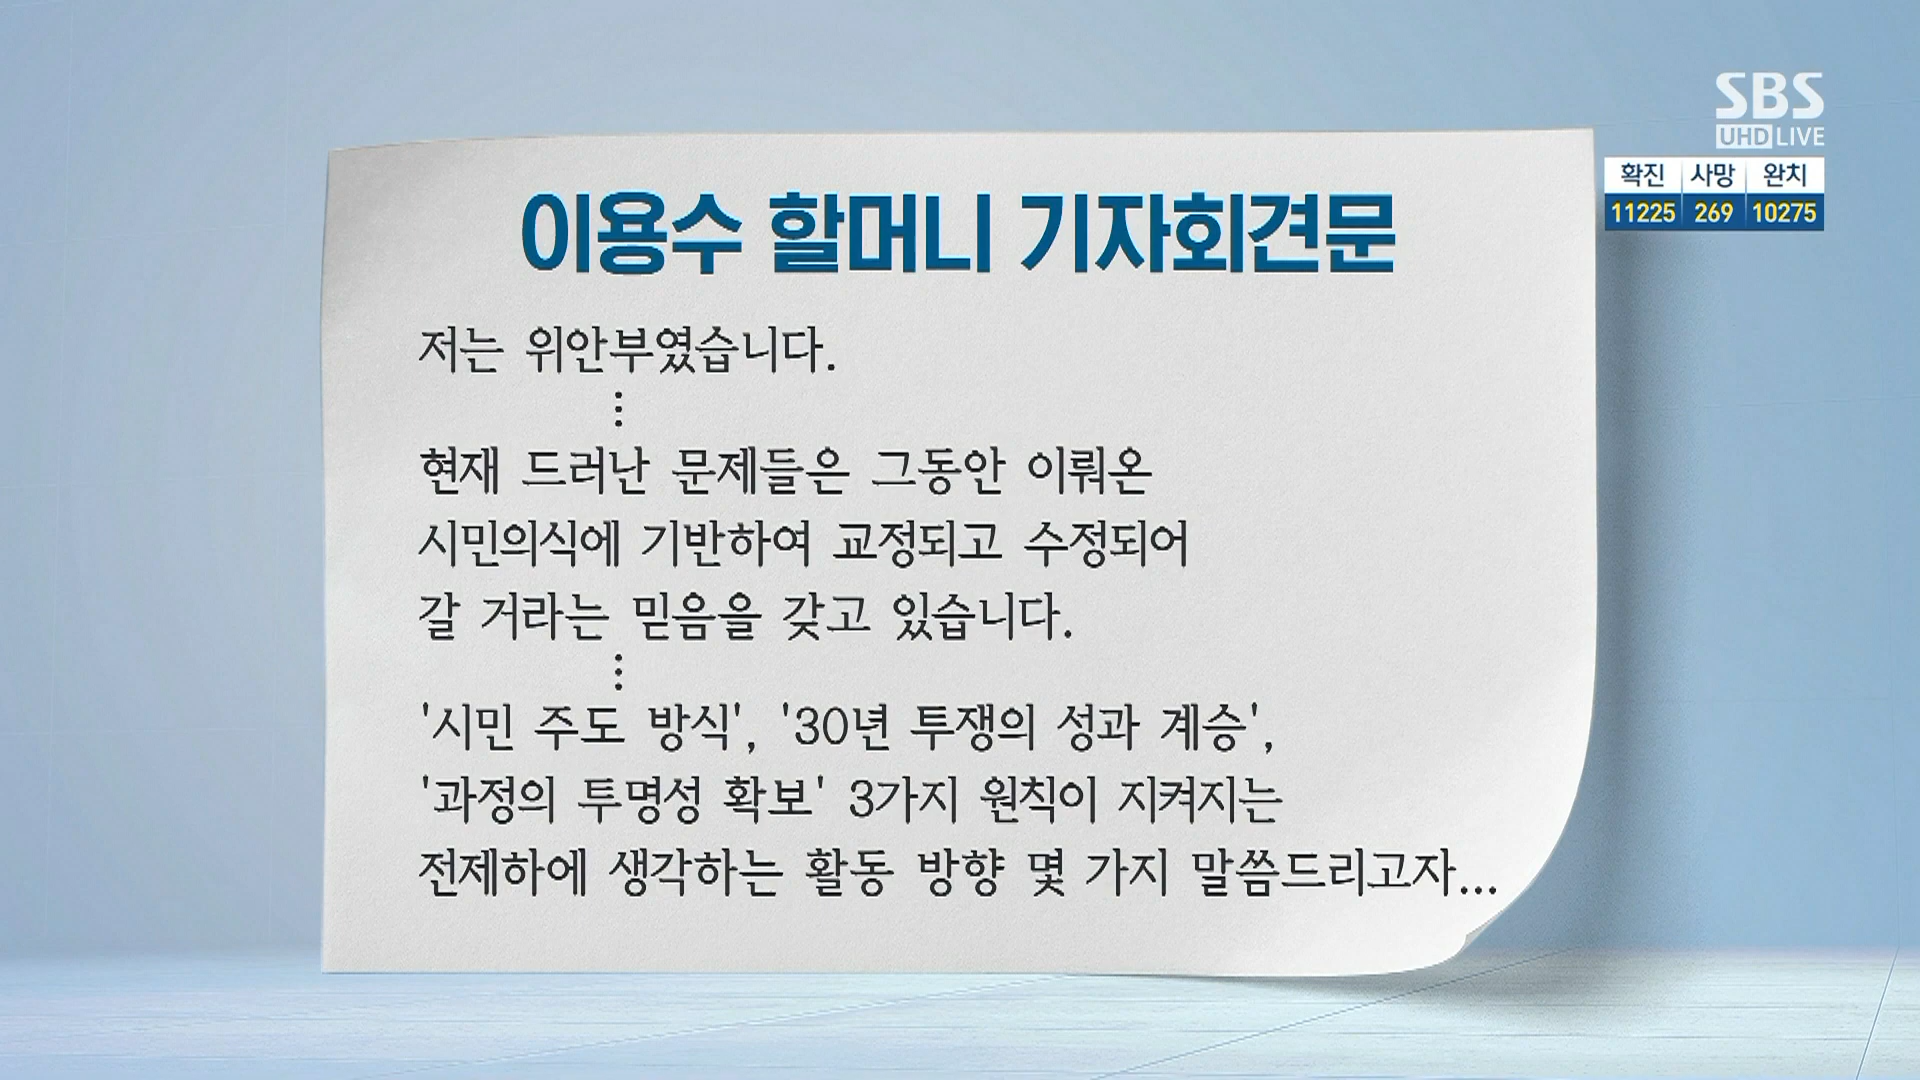 SBS
UHD LIVE
확진 사망 완치
11225 269 10275
이용수 할머니 기자회견문
저는 위안부였습니다.
⋮
현재 드러난 문제들은 그동안 이뤄온
시민의식에 기반하여 교정되고 수정되어
갈 거라는 믿음을 갖고 있습니다.
⋮
'시민 주도 방식', '30년 투쟁의 성과 계승',
'과정의 투명성 확보' 3가지 원칙이 지켜지는
전제하에 생각하는 활동 방향 몇 가지 말씀드리고자...